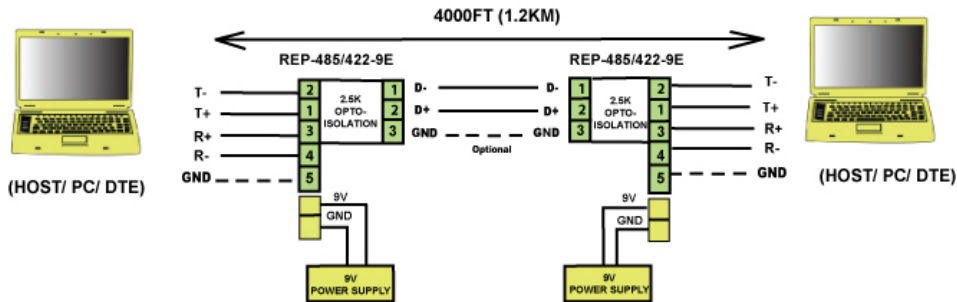 4000FT (1.2KM)
REP-485/422-9E
REP-485/422-9E
T-
2
2.5K
OPTO-
ISOLATION
1
D-
D-
1
2.5K
OPTO-
ISOLATION
2
T-
T+
1
2
D+
D+
2
1
T+
R+
3
3
GND
GND
3
3
R+
Optional
R-
4
4
R-
GND
5
5
GND
(HOST/ PC/ DTE)
(HOST/ PC/ DTE)
9V
GND
9V
GND
9V
POWER SUPPLY
9V
POWER SUPPLY